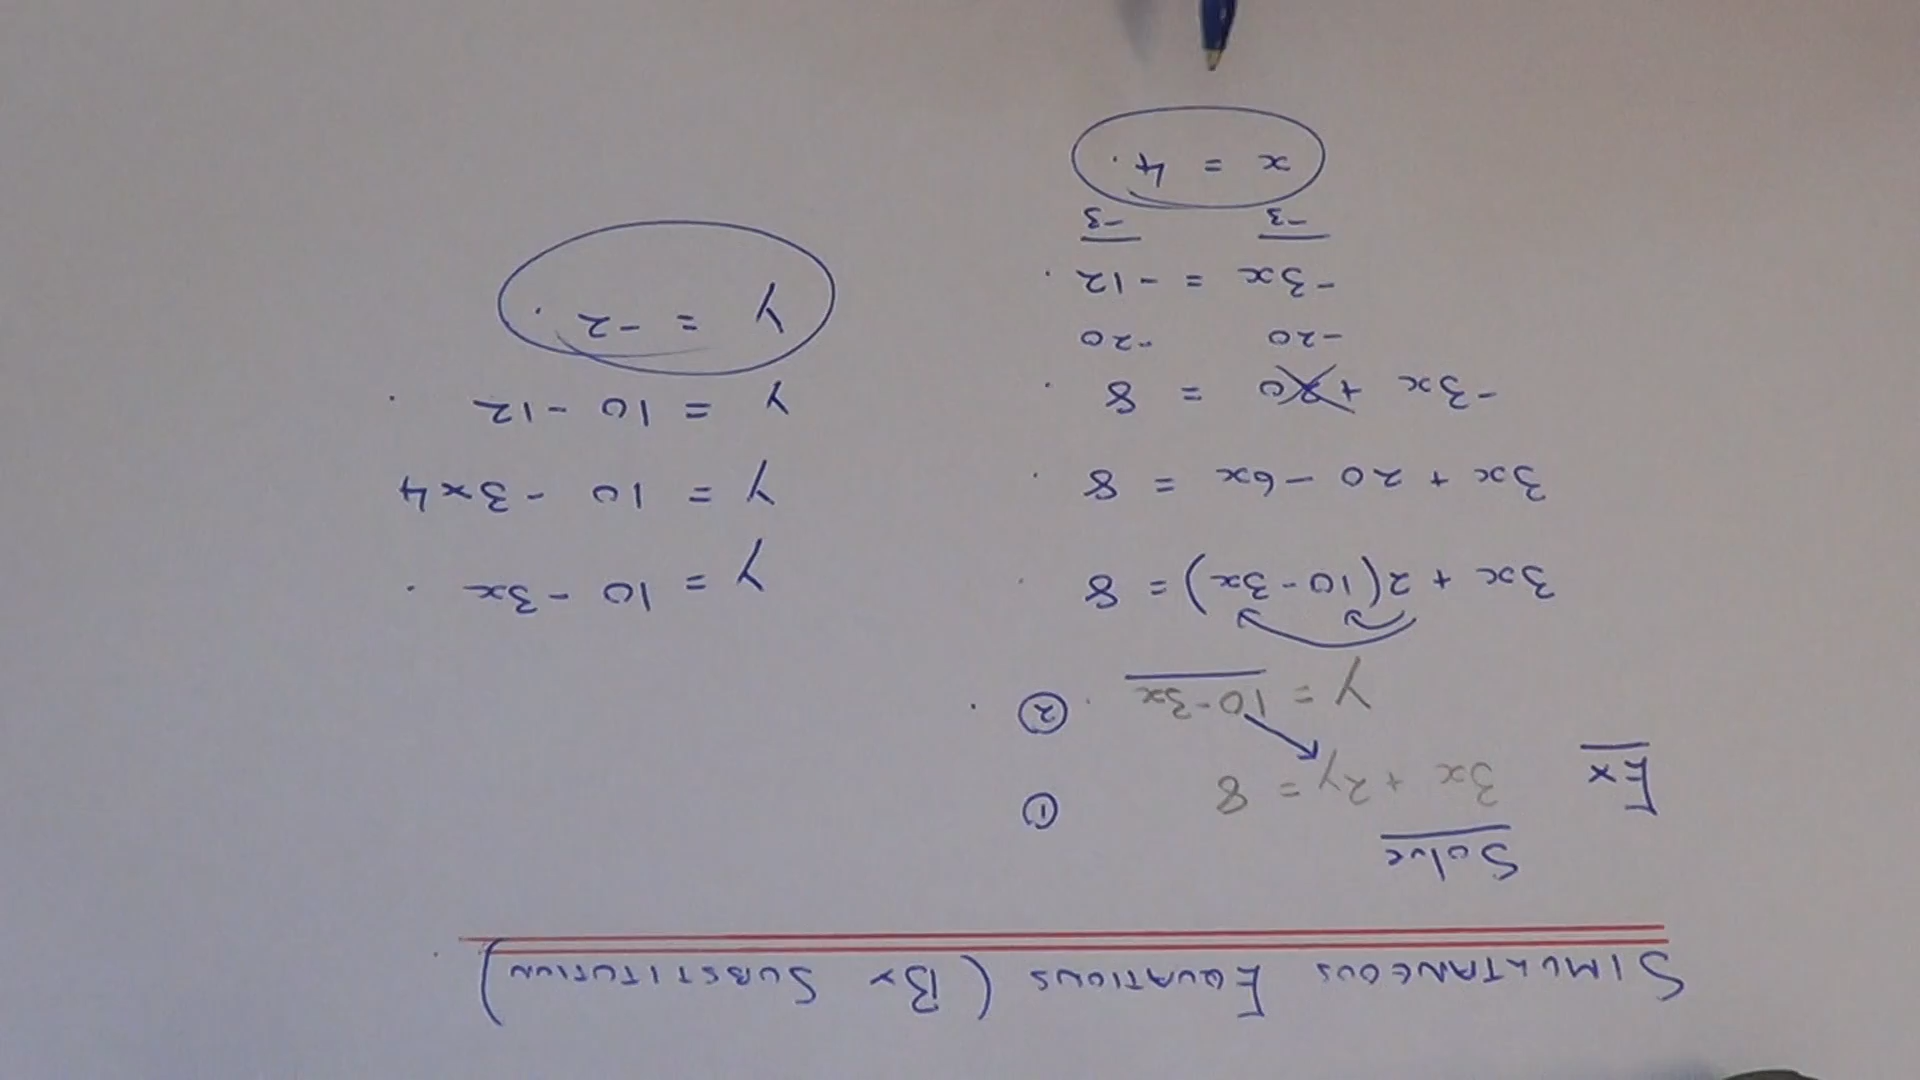 SIMULTANEOUS EQUATIONS (BY SUBSTITUTION)
Solve
Ex 3x + 2y = 8 ①
y = 10 - 3x ②
3x + 2(10 - 3x) = 8
3x + 20 - 6x = 8
-3x + 20 = 8
-20 -20
-3x = -12
-3 -3
x = 4.
y = 10 - 3x
y = 10 - 3x4
y = 10 - 12
y = -2